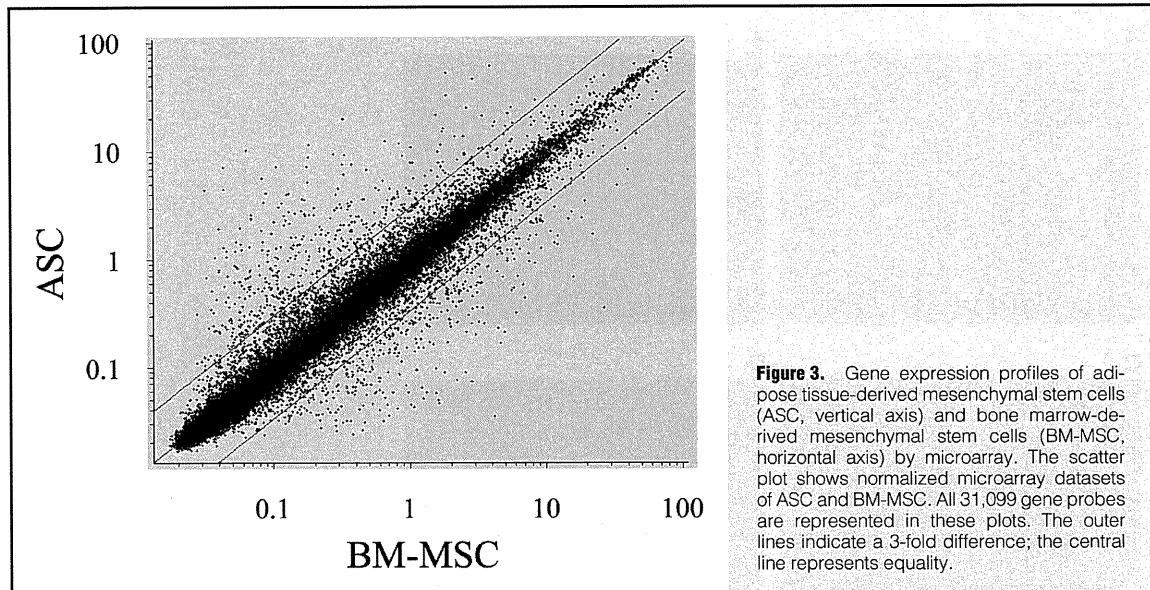 100
10
1
0.1
ASC
0.1 1 10 100
BM-MSC
Figure 3. Gene expression profiles of adi-
pose tissue-derived mesenchymal stem cells
(ASC, vertical axis) and bone marrow-de-
rived mesenchymal stem cells (BM-MSC,
horizontal axis) by microarray. The scatter
plot shows normalized microarray datasets
of ASC and BM-MSC. All 31,099 gene probes
are represented in these plots. The outer
lines indicate a 3-fold difference; the central
line represents equality.